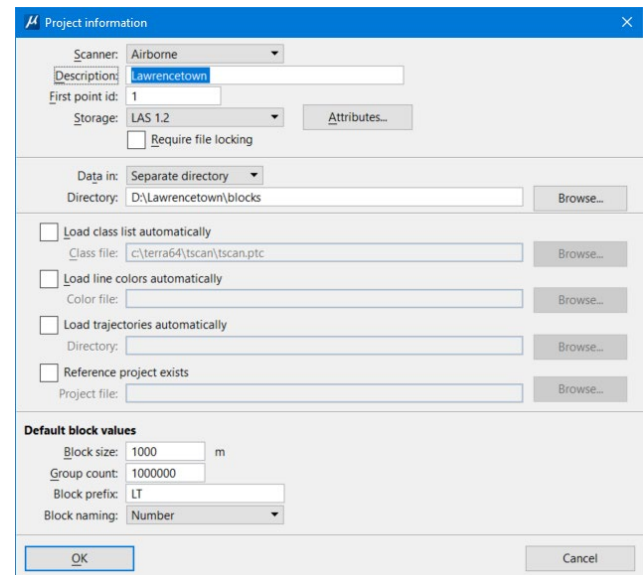 µ Project information
Scanner: Airborne
Description: Lawrencetown
First point id: 1
Storage: LAS 1.2 Attributes...
Require file locking
Data in: Separate directory
Directory: D:\Lawrencetown\blocks Browse...
Load class list automatically
Class file: c:\terra64\tscan\tscan.ptc Browse...
Load line colors automatically
Color file: Browse...
Load trajectories automatically
Directory: Browse...
Reference project exists
Project file: Browse...
Default block values
Block size: 1000 m
Group count: 1000000
Block prefix: LT
Block naming: Number
OK Cancel